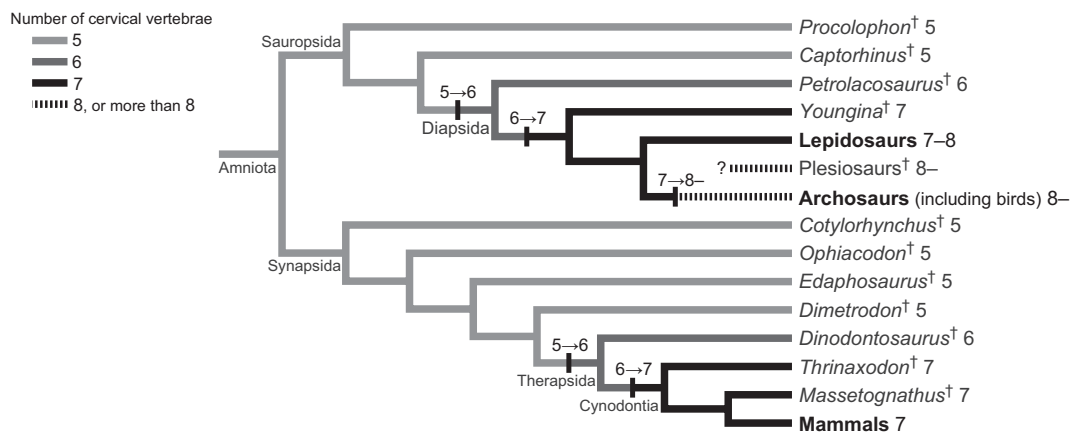 Number of cervical vertebrae
5
6
7
8, or more than 8
Sauropsida
Procolophon† 5
Captorhinus† 5
5→6
Petrolacosaurus† 6
Diapsida
6→7
Youngina† 7
Lepidosaurs 7–8
Amniota
? Plesiosaurs† 8–
7→8–
Archosaurs (including birds) 8–
Cotylorhynchus† 5
Synapsida
Ophiacodon† 5
Edaphosaurus† 5
Dimetrodon† 5
5→6
Dinodontosaurus† 6
Therapsida
6→7
Thrinaxodon† 7
Cynodontia
Massetognathus† 7
Mammals 7